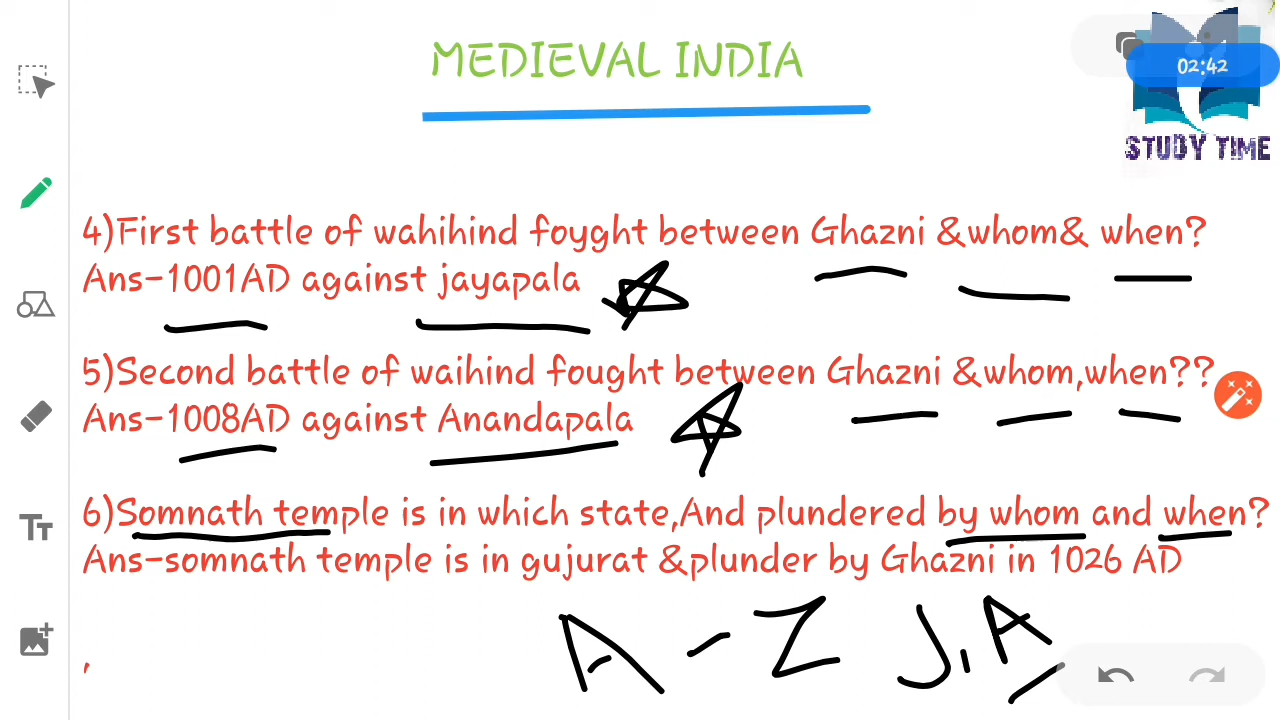 MEDIEVAL INDIA
02:42
STUDY TIME
4)First battle of wahihind foyght between Ghazni &whom& when?
Ans-1001AD against jayapala
5)Second battle of waihind fought between Ghazni &whom,when??
Ans-1008AD against Anandapala
6)Somnath temple is in which state,And plundered by whom and when?
Ans-somnath temple is in gujurat &plunder by Ghazni in 1026 AD
A - Z J, A
,
Tт